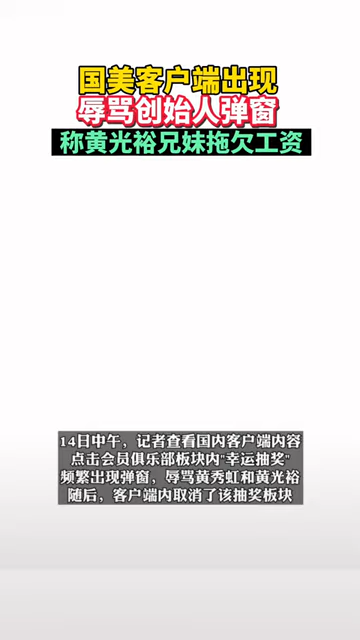 国美客户端出现
辱骂创始人弹窗
称黄光裕兄妹拖欠工资
14日中午，记者查看国内客户端内容
点击会员俱乐部板块内"幸运抽奖"
频繁出现弹窗，辱骂黄秀虹和黄光裕
随后，客户端内取消了该抽奖板块